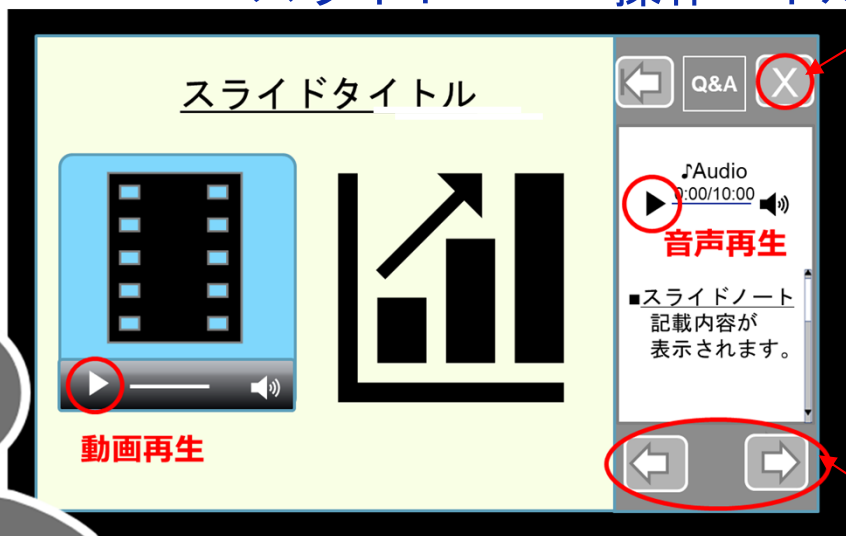 スライドタイトル
Q&A
X
♪Audio
0:00/10:00
音声再生
■スライドノート
記載内容が
表示されます。
動画再生